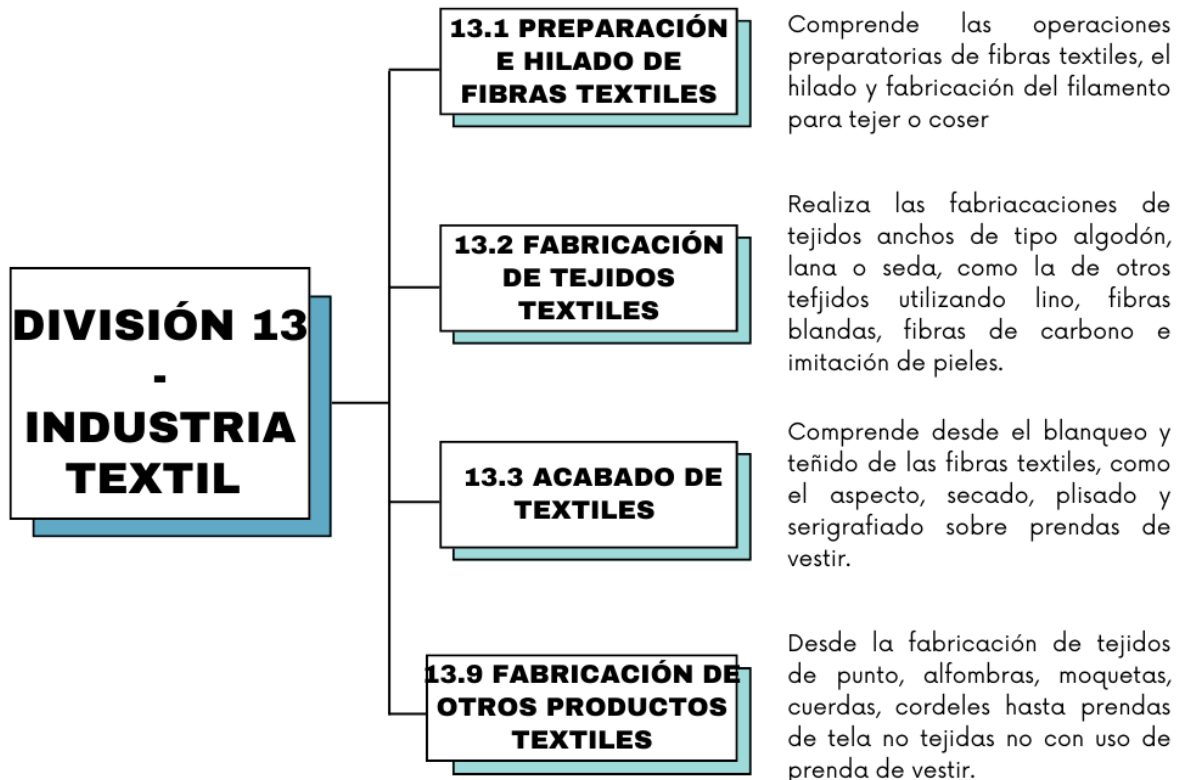 DIVISIÓN 13
-
INDUSTRIA
TEXTIL
13.1 PREPARACIÓN
E HILADO DE
FIBRAS TEXTILES
Comprende las operaciones
preparatorias de fibras textiles, el
hilado y fabricación del filamento
para tejer o coser
13.2 FABRICACIÓN
DE TEJIDOS
TEXTILES
Realiza las fabriacaciones de
tejidos anchos de tipo algodón,
lana o seda, como la de otros
tefjidos utilizando lino, fibras
blandas, fibras de carbono e
imitación de pieles.
13.3 ACABADO DE
TEXTILES
Comprende desde el blanqueo y
teñido de las fibras textiles, como
el aspecto, secado, plisado y
serigrafiado sobre prendas de
vestir.
13.9 FABRICACIÓN DE
OTROS PRODUCTOS
TEXTILES
Desde la fabricación de tejidos
de punto, alfombras, moquetas,
cuerdas, cordeles hasta prendas
de tela no tejidas no con uso de
prenda de vestir.